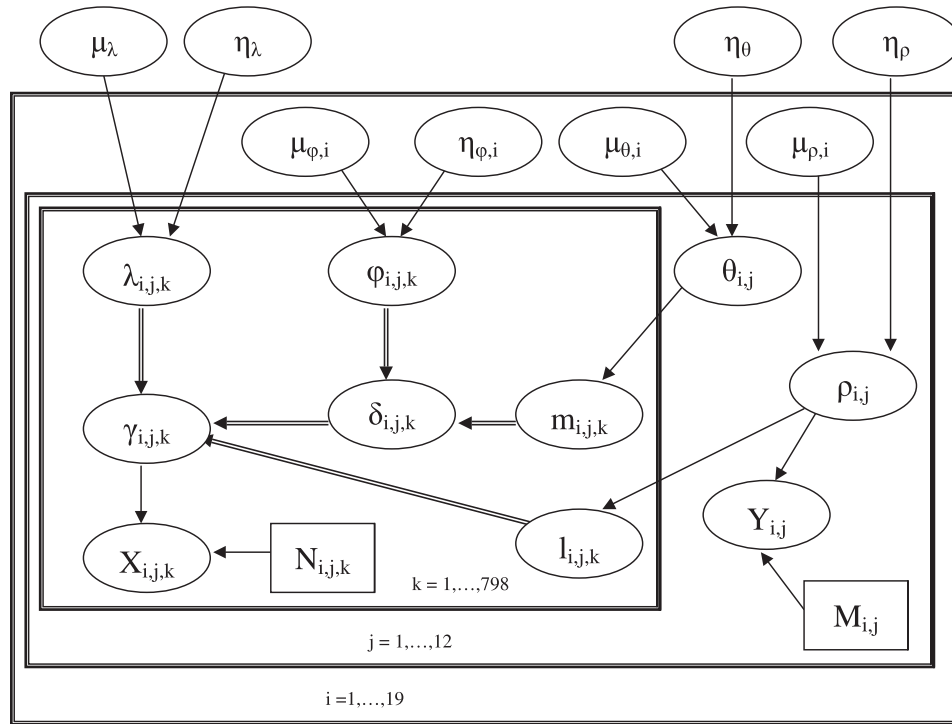 μλ ηλ ηθ ηρ
μφ,i ηφ,i μθ,i μρ,i
λi,j,k φi,j,k θi,j
ρi,j
γi,j,k δi,j,k mi,j,k
Yi,j
Xi,j,k Ni,j,k li,j,k
k = 1,…,798
Mi,j
j = 1,…,12
i =1,…,19